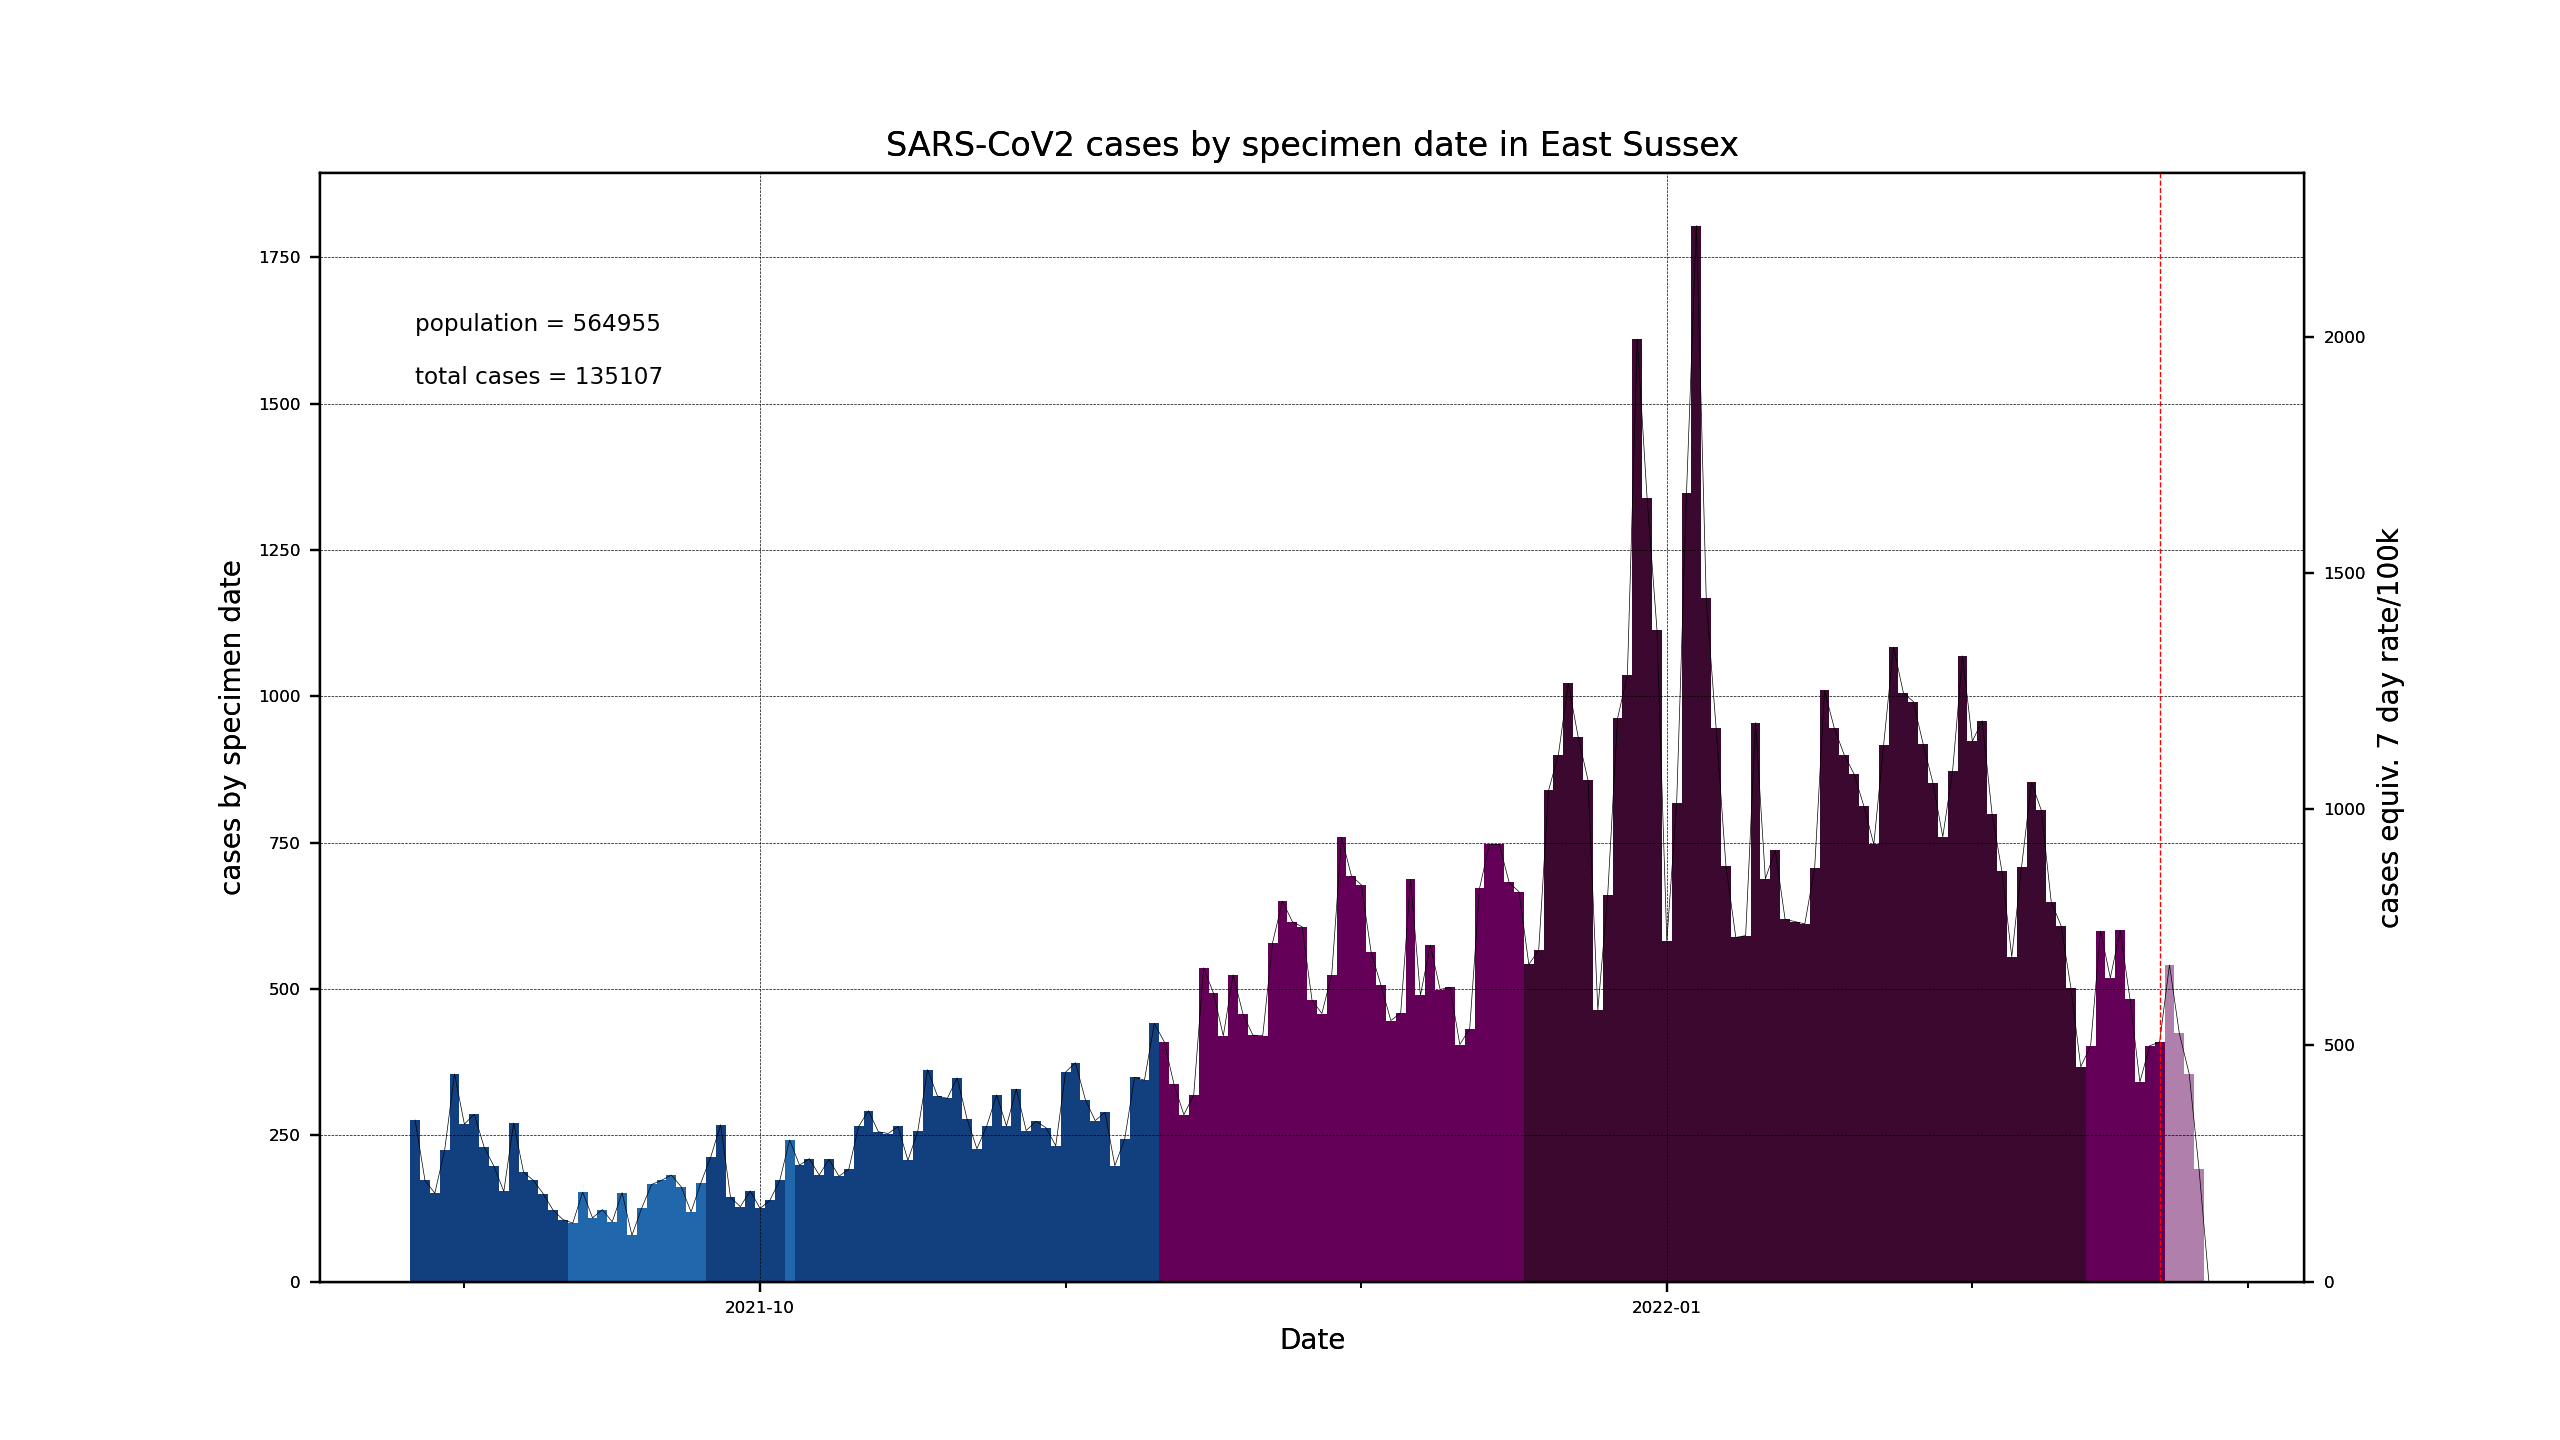 SARS-CoV2 cases by specimen date in East Sussex
population = 564955
total cases = 135107
cases by specimen date
1750
1500
1250
1000
750
500
250
0
2000
1500
1000
500
0
cases equiv. 7 day rate/100k
2021-10
2022-01
Date